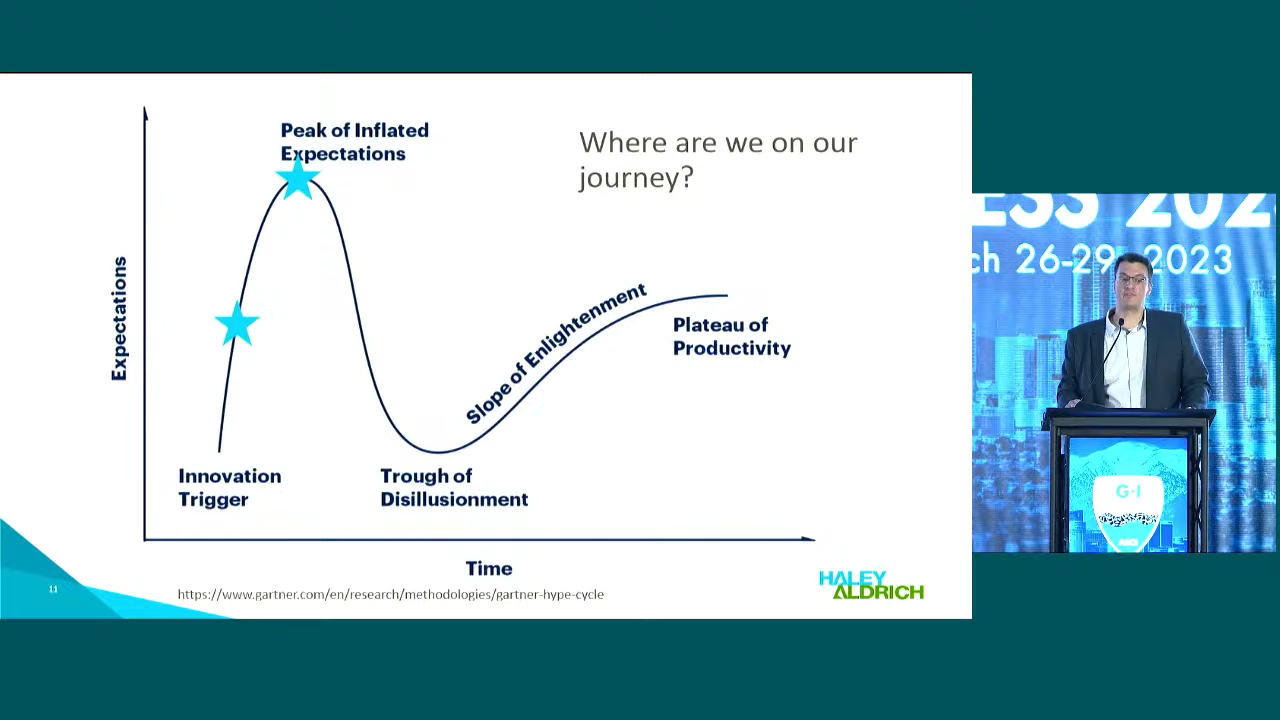 Peak of Inflated
Expectations
Where are we on our
journey?
Expectations
Slope of Enlightenment
Plateau of
Productivity
Innovation
Trigger
Trough of
Disillusionment
Time
https://www.gartner.com/en/research/methodologies/gartner-hype-cycle
11
HALEY
ALDRICH
ESS 202
ch 26-29, 2023
G-I